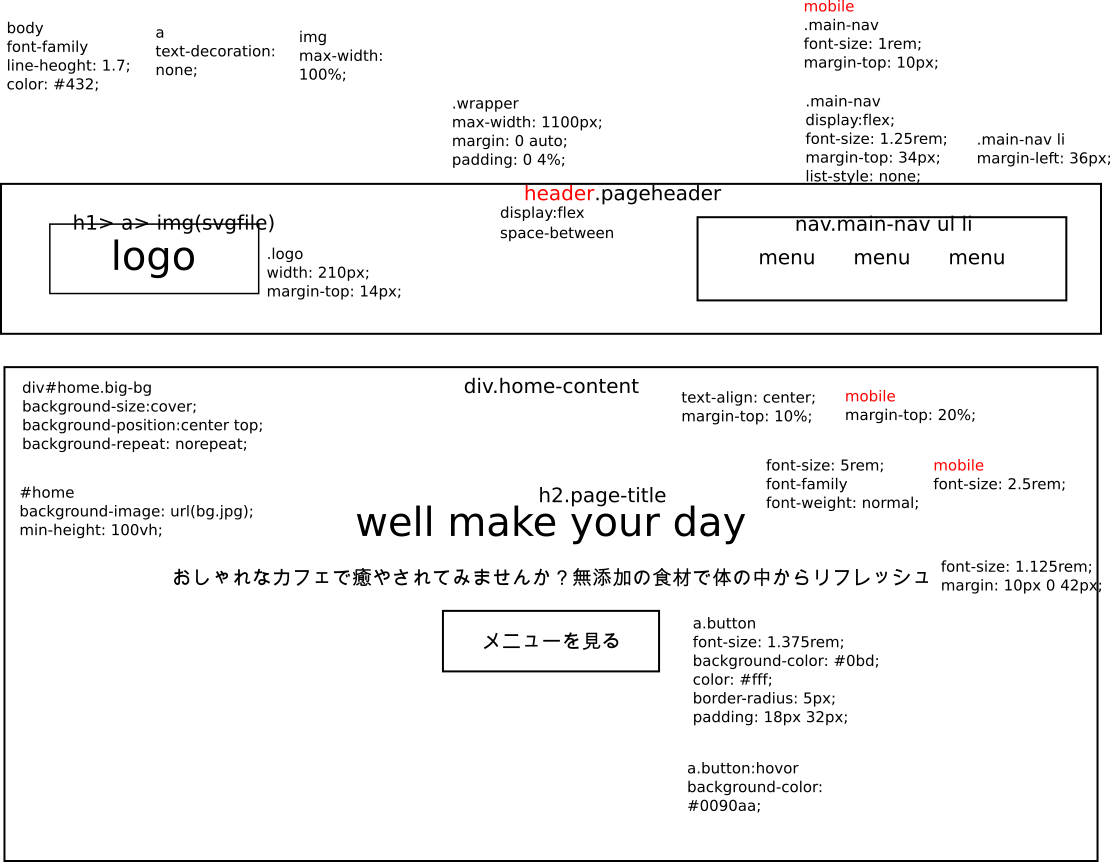 body
font-family
line-heoght: 1.7;
color: #432;
a
text-decoration:
none;
img
max-width:
100%;
.wrapper
max-width: 1100px;
margin: 0 auto;
padding: 0 4%;
mobile
.main-nav
font-size: 1rem;
margin-top: 10px;
.main-nav
display:flex;
font-size: 1.25rem;
margin-top: 34px;
list-style: none;
.main-nav li
margin-left: 36px;
header.pageheader
display:flex
space-between
h1> a> img(svgfile)
logo
.logo
width: 210px;
margin-top: 14px;
nav.main-nav ul li
menu menu menu
div#home.big-bg
background-size:cover;
background-position:center top;
background-repeat: norepeat;
#home
background-image: url(bg.jpg);
min-height: 100vh;
div.home-content
text-align: center;
margin-top: 10%;
mobile
margin-top: 20%;
h2.page-title
well make your day
font-size: 5rem;
font-family
font-weight: normal;
mobile
font-size: 2.5rem;
おしゃれなカフェで癒やされてみませんか？無添加の食材で体の中からリフレッシュ
font-size: 1.125rem;
margin: 10px 0 42px;
メニューを見る
a.button
font-size: 1.375rem;
background-color: #0bd;
color: #fff;
border-radius: 5px;
padding: 18px 32px;
a.button:hovor
background-color:
#0090aa;